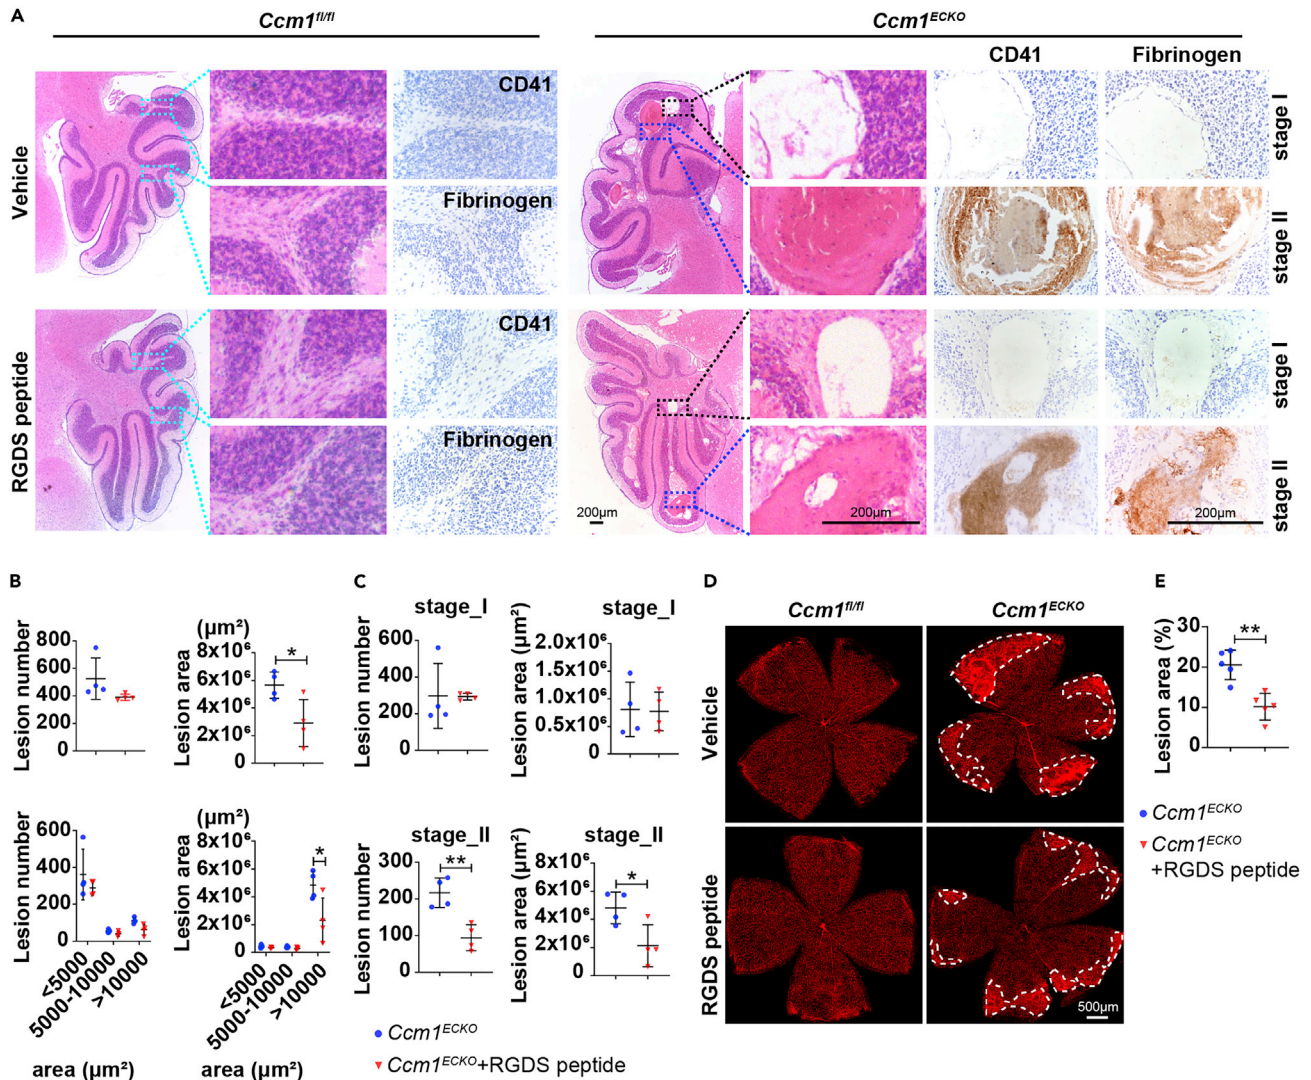 A
Ccm1fl/fl
Ccm1ECKO
CD41
Fibrinogen
Vehicle
CD41
Fibrinogen
stage I
stage II
RGDS peptide
CD41
Fibrinogen
stage I
stage II
200µm
200µm
200µm
B
Lesion number
800
600
400
200
0
(µm²)
Lesion area
8x10⁶
6x10⁶
4x10⁶
2x10⁶
0
*
Lesion number
600
400
200
0
<5000
5000-10000
>10000
area (µm²)
(µm²)
Lesion area
8x10⁶
6x10⁶
4x10⁶
2x10⁶
0
*
<5000
5000-10000
>10000
area (µm²)
C
stage_I
Lesion number
600
400
200
0
stage_I
Lesion area (µm²)
2.0x10⁶
1.5x10⁶
1.0x10⁶
0.5x10⁶
0
stage_II
Lesion number
300
200
100
0
**
stage_II
Lesion area (µm²)
8x10⁶
6x10⁶
4x10⁶
2x10⁶
0
*
Ccm1ECKO
Ccm1ECKO+RGDS peptide
D
Ccm1fl/fl
Ccm1ECKO
Vehicle
RGDS peptide
500µm
E
Lesion area (%)
30
20
10
0
**
Ccm1ECKO
Ccm1ECKO
+RGDS peptide